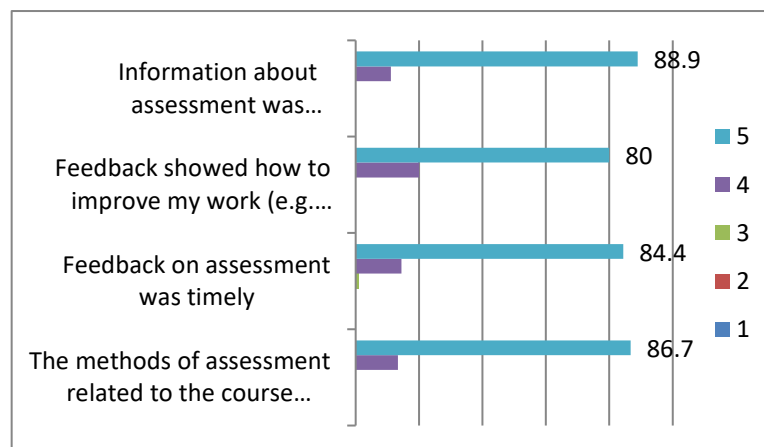 Information about
assessment was...
88.9
Feedback showed how to
improve my work (e.g....
80
Feedback on assessment
was timely
84.4
The methods of assessment
related to the course...
86.7
5
4
3
2
1